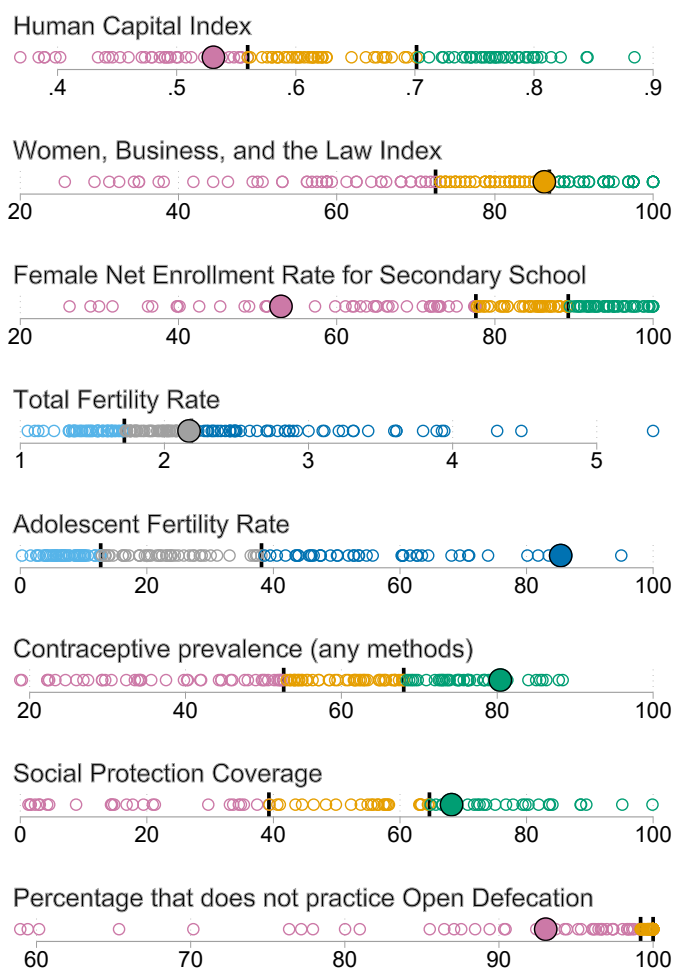 Human Capital Index
.4 .5 .6 .7 .8 .9
Women, Business, and the Law Index
20 40 60 80 100
Female Net Enrollment Rate for Secondary School
20 40 60 80 100
Total Fertility Rate
1 2 3 4 5
Adolescent Fertility Rate
0 20 40 60 80 100
Contraceptive prevalence (any methods)
20 40 60 80 100
Social Protection Coverage
0 20 40 60 80 100
Percentage that does not practice Open Defecation
60 70 80 90 100